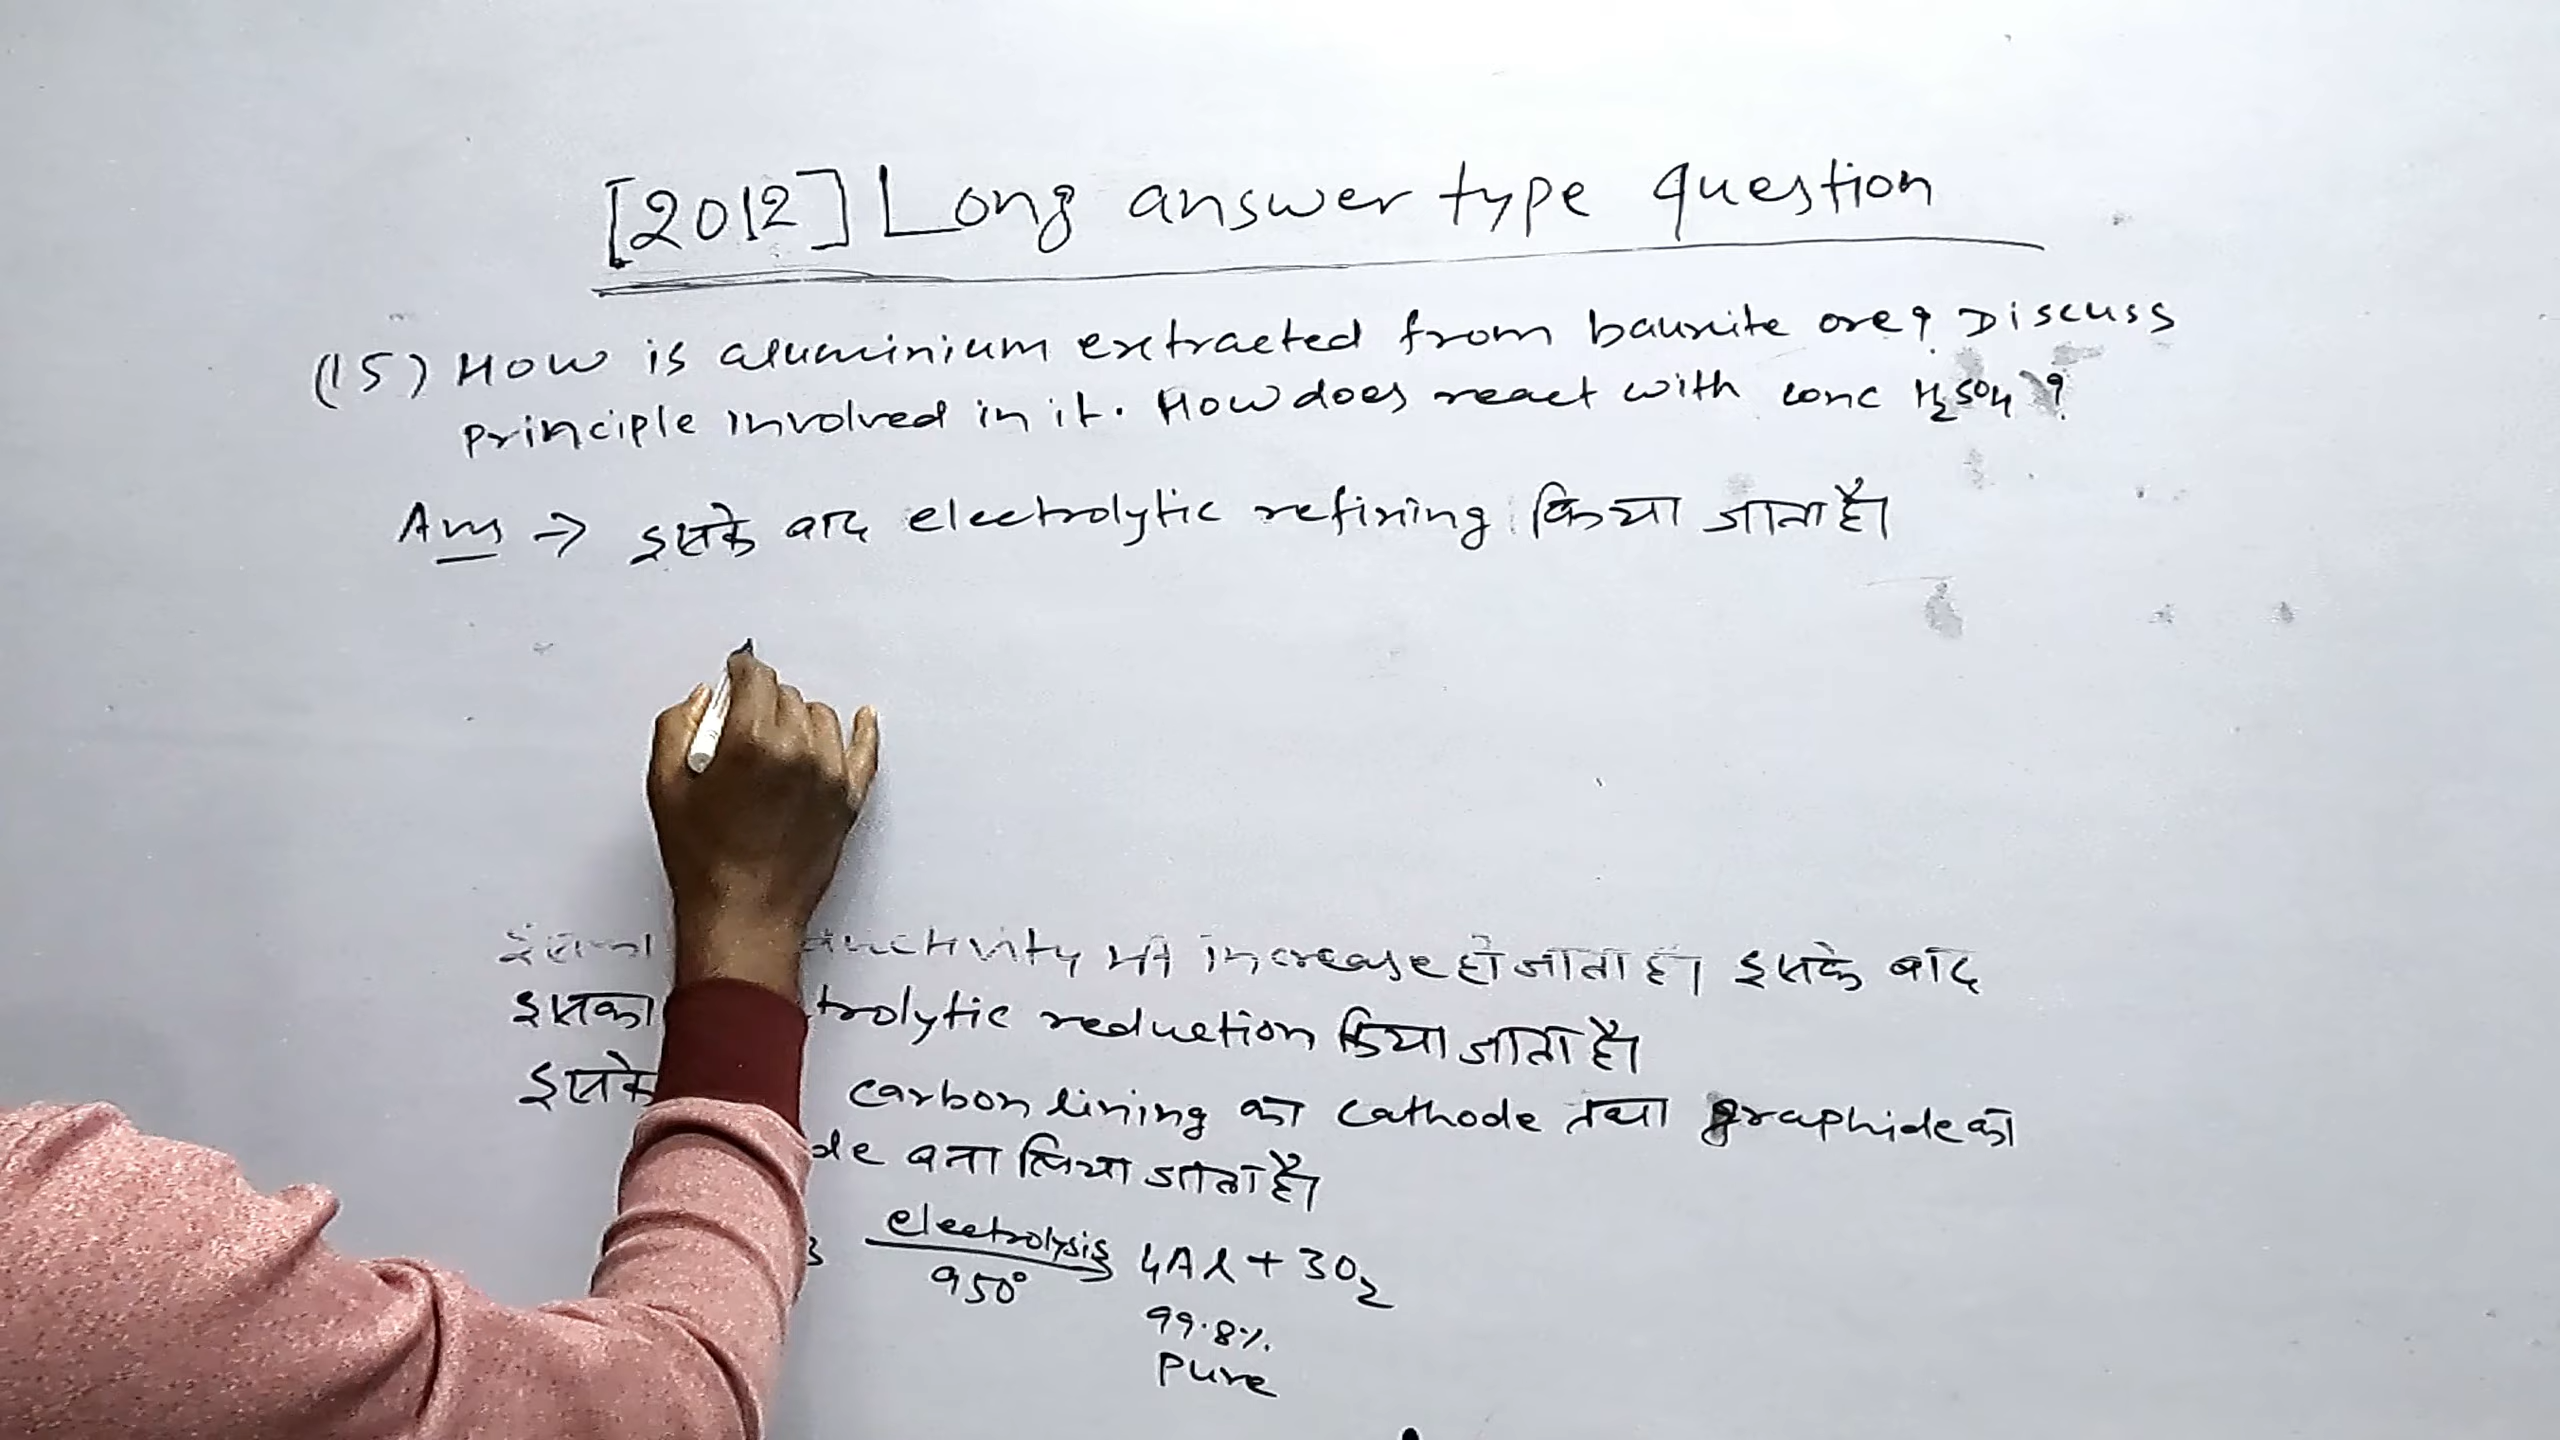 [2012] Long answer type question
(15) How is aluminium extracted from bauxite ore? Discuss
principle involved in it. How does react with conc H2SO4?
Ans → इसके बाद electrolytic refining किया जाता है।
increase हो जाता है। इसके बाद
इसका trolytic reduction किया जाता है।
इसके carbon lining को cathode तथा graphide को
de बना लिया जाता है।
3 electrolysis 950° → 4Al + 3O2
99.8%
Pure